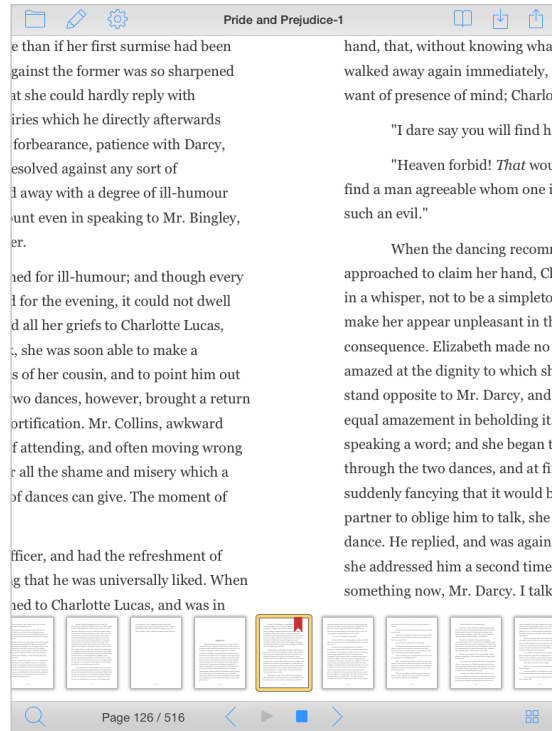 Pride and Prejudice-1
e than if her first surmise had been
gainst the former was so sharpened
at she could hardly reply with
iries which he directly afterwards
forbearance, patience with Darcy,
esolved against any sort of
d away with a degree of ill-humour
ount even in speaking to Mr. Bingley,
er.
ned for ill-humour; and though every
d for the evening, it could not dwell
d all her griefs to Charlotte Lucas,
, she was soon able to make a
s of her cousin, and to point him out
wo dances, however, brought a return
ortification. Mr. Collins, awkward
f attending, and often moving wrong
r all the shame and misery which a
of dances can give. The moment of
fficer, and had the refreshment of
g that he was universally liked. When
ned to Charlotte Lucas, and was in
hand, that, without knowing wha
walked away again immediately,
want of presence of mind; Charlo
"I dare say you will find h
"Heaven forbid! That wou
find a man agreeable whom one i
such an evil."
When the dancing recomm
approached to claim her hand, Ch
in a whisper, not to be a simpleto
make her appear unpleasant in th
consequence. Elizabeth made no
amazed at the dignity to which sh
stand opposite to Mr. Darcy, and
equal amazement in beholding it.
speaking a word; and she began t
through the two dances, and at fi
suddenly fancying that it would b
partner to oblige him to talk, she
dance. He replied, and was again
she addressed him a second time
something now, Mr. Darcy. I talk
Page 126 / 516